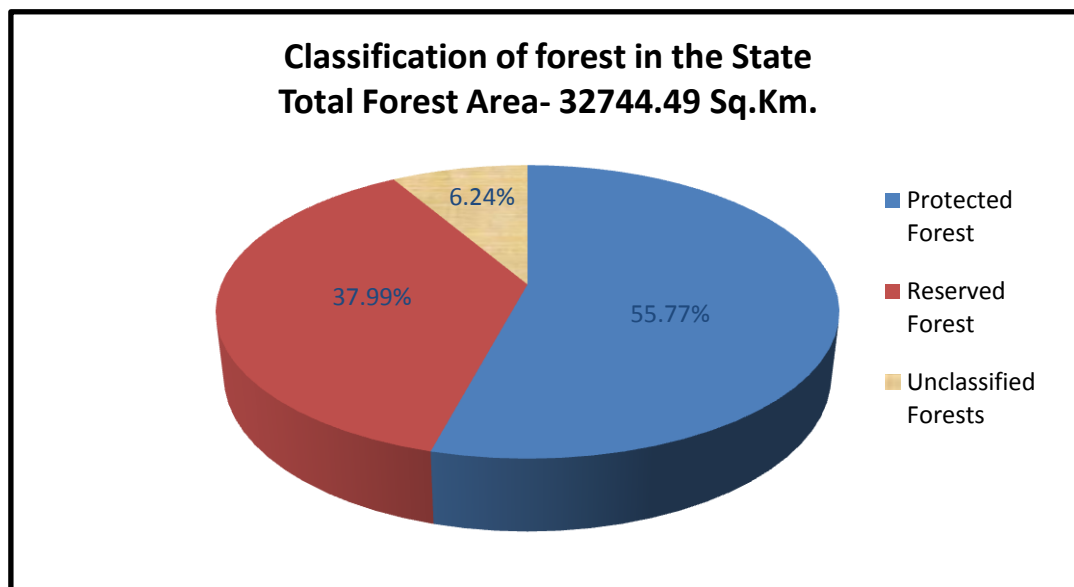 Classification of forest in the State
Total Forest Area- 32744.49 Sq.Km.
6.24%
37.99%
55.77%
Protected
Forest
Reserved
Forest
Unclassified
Forests